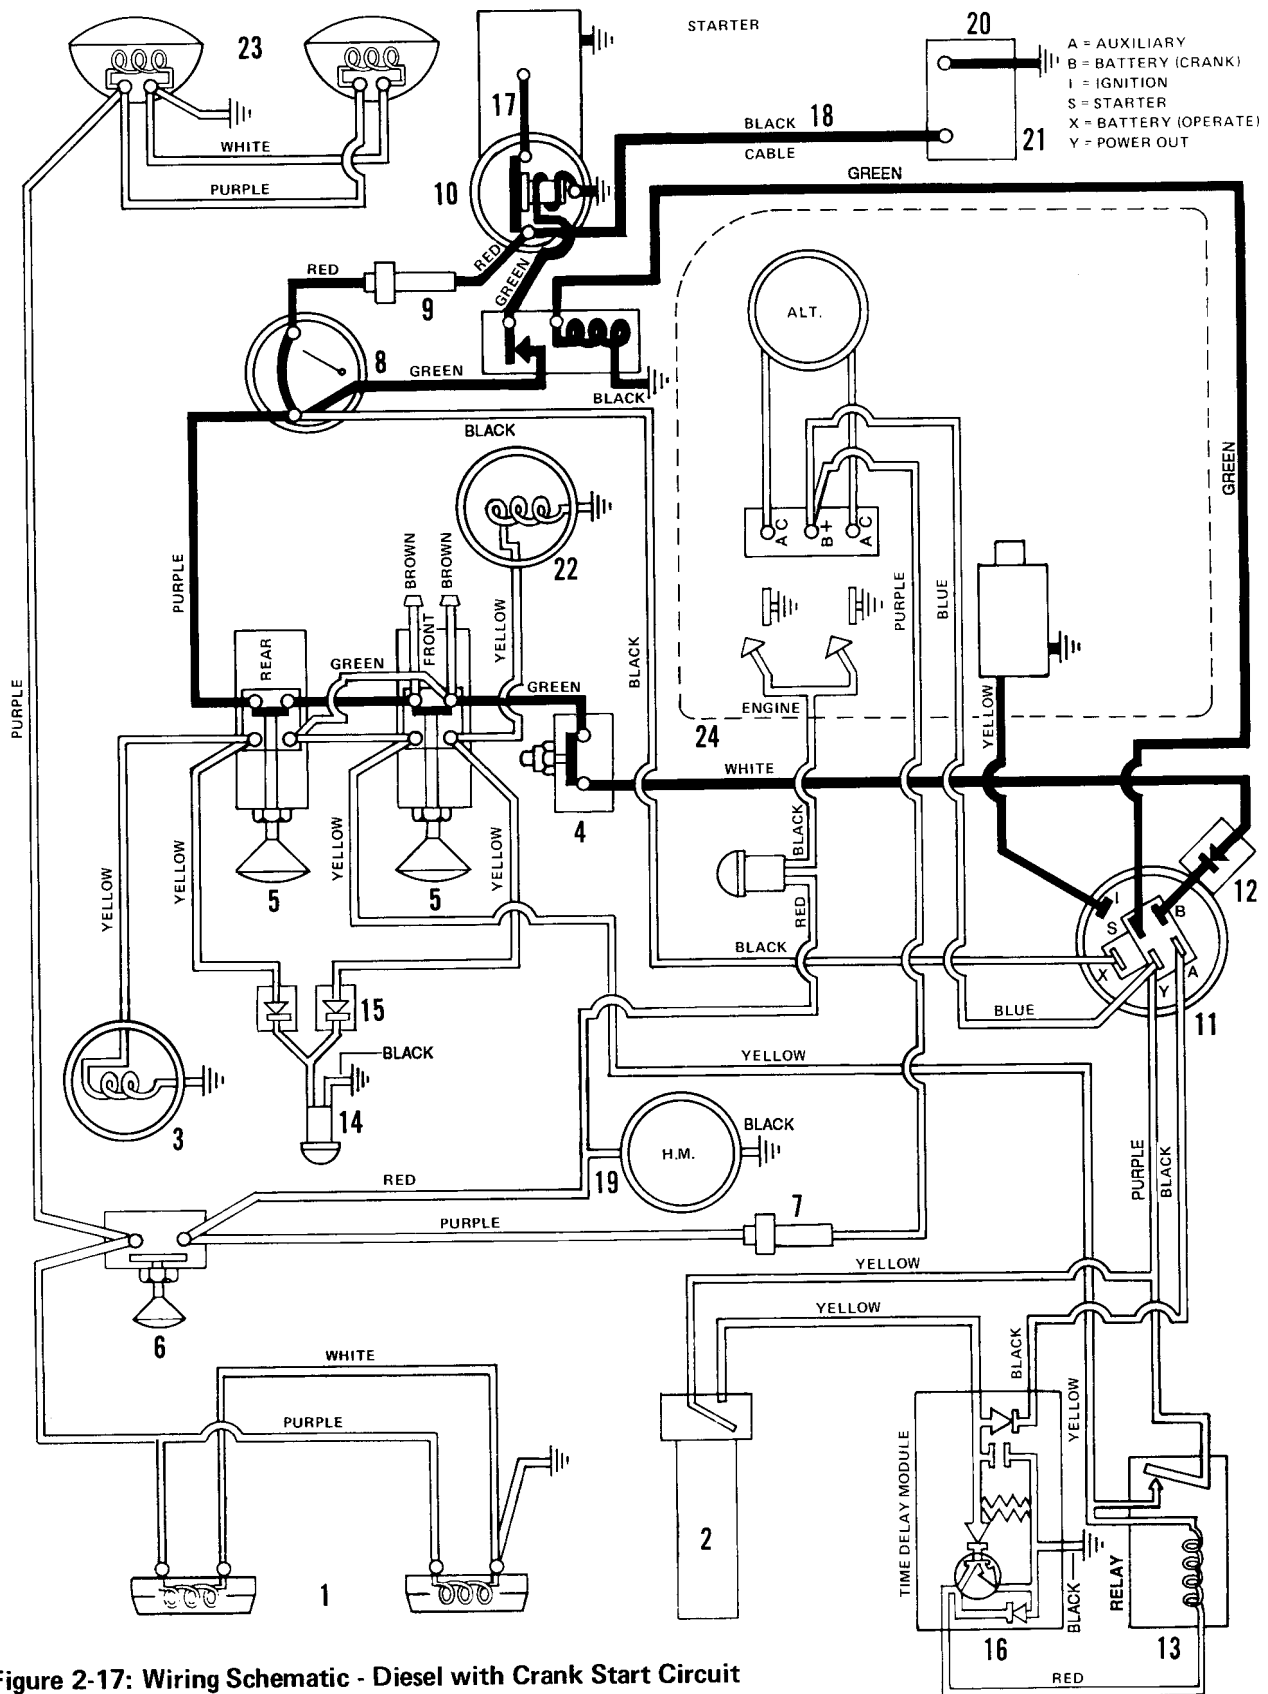 STARTER
A = AUXILIARY
B = BATTERY (CRANK)
I = IGNITION
S = STARTER
X = BATTERY (OPERATE)
Y = POWER OUT
20
23
17
BLACK 18
CABLE
21
WHITE
PURPLE
10
GREEN
RED
RED
GREEN
9
ALT.
8
GREEN
BLACK
BLACK
GREEN
22
A C
B +
A C
PURPLE
BROWN
BROWN
YELLOW
PURPLE
BLUE
BLACK
REAR
FRONT
GREEN
GREEN
ENGINE
24
YELLOW
PURPLE
WHITE
4
BLACK
12
YELLOW
YELLOW
YELLOW
YELLOW
5
5
RED
I
B
S
X
A
Y
BLACK
15
BLUE
11
BLACK
YELLOW
14
3
BLACK
H.M.
19
RED
PURPLE
BLACK
7
PURPLE
YELLOW
6
YELLOW
BLACK
WHITE
PURPLE
YELLOW
TIME DELAY MODULE
2
1
RELAY
BLACK
16
13
RED
igure 2-17: Wiring Schematic - Diesel with Crank Start Circuit